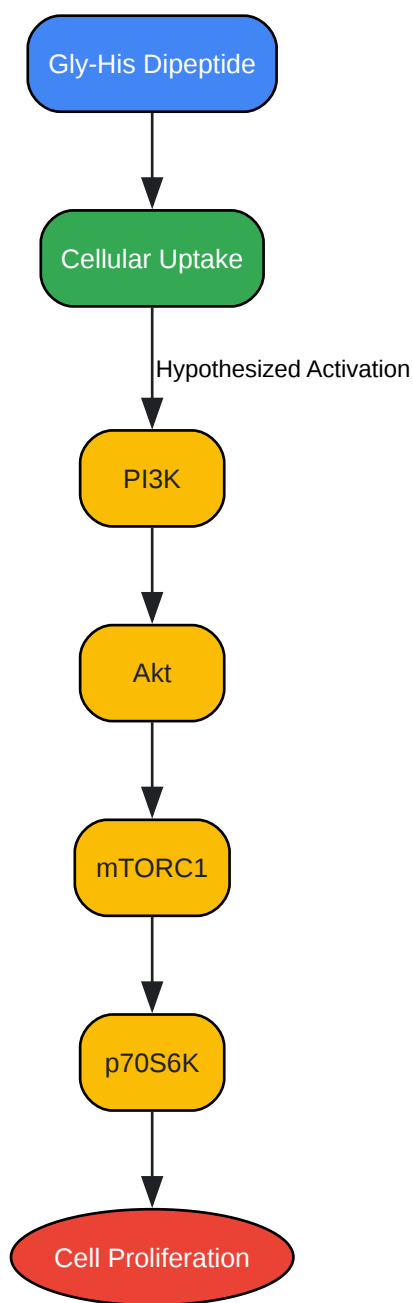 Gly-His Dipeptide
Cellular Uptake
Hypothesized Activation
PI3K
Akt
mTORC1
p70S6K
Cell Proliferation